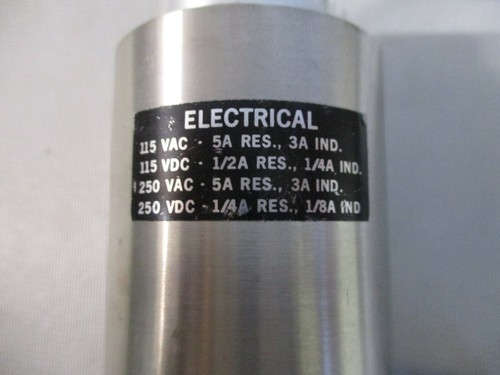 ELECTRICAL
115 VAC - 5A RES., 3A IND.
115 VDC - 1/2A RES., 1/4A IND.
250 VAC - 5A RES., 3A IND.
250 VDC - 1/4A RES., 1/8A IND